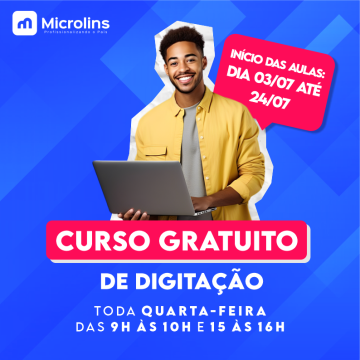 Microlins
Profissionalizando o País
INÍCIO DAS AULAS:
DIA 03/07 ATÉ
24/07
CURSO GRATUITO
DE DIGITAÇÃO
TODA QUARTA-FEIRA
DAS 9H ÀS 10H E 15 ÀS 16H